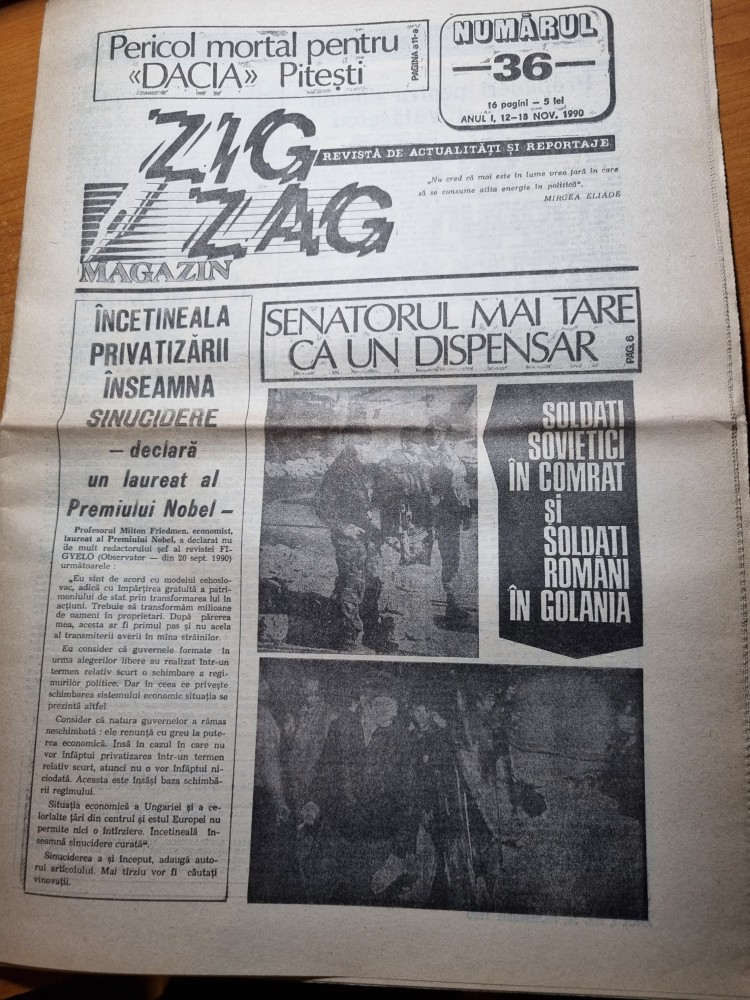 Pericol mortal pentru
«DACIA» Pitești
PAGINA a 11-a
NUMĂRUL
—36—
16 pagini — 5 lei
ANUL I, 12–18 NOV. 1990
ZIG
ZAG
MAGAZIN
REVISTĂ DE ACTUALITĂȚI ȘI REPORTAJE
„Nu cred că mai este în lume vreo țară în care
să se consume atîta energie în politică“.
MIRCEA ELIADE
ÎNCETINEALA
PRIVATIZĂRII
ÎNSEAMNA
SINUCIDERE
— declară
un laureat al
Premiului Nobel —
Profesorul Milton Friedmen, economist,
laureat al Premiului Nobel, a declarat nu
de mult redactorului șef al revistei FI-
GYELO (Observator — din 20 sept. 1990)
următoarele :
„Eu sînt de acord cu modelul cehoslo-
vac, adică cu împărțirea gratuită a patri-
moniului de stat prin transformarea lui în
acțiuni. Trebuie să transformăm milioane
de oameni în proprietari. După părerea
mea, acesta ar fi primul pas și nu acela
al transmiterii averii în mîna străinilor.
Eu consider că guvernele formate în
urma alegerilor libere au realizat într-un
termen relativ scurt o schimbare a regi-
murilor politice. Dar în ceea ce privește
schimbarea sistemului economic situația se
prezintă altfel.
Consider că natura guvernelor a rămas
neschimbată : ele renunță cu greu la pute-
rea economică. Însă în cazul în care nu
vor înfăptui privatizarea într-un termen
relativ scurt, atunci nu o vor înfăptui ni-
ciodată. Aceasta este însăși baza schimbă-
rii regimului.
Situația economică a Ungariei și a ce-
lorlalte țări din centrul și estul Europei nu
permite nici o întîrziere. Încetineală în-
seamnă sinucidere curată“.
Sinuciderea a și început, adaugă auto-
rul articolului. Mai tîrziu vor fi căutați
vinovații.
SENATORUL MAI TARE
CA UN DISPENSAR
PAG. 6
SOLDAȚI
SOVIETICI
ÎN COMRAT
și
SOLDAȚI
ROMÂNI
ÎN GOLANIA